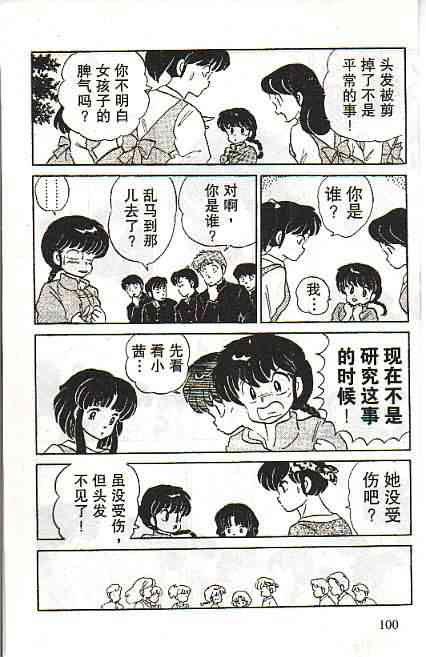 头发被剪
掉了不是
平常的事!
你不明白
女孩子的
脾气吗?
你是
谁?
我…
对啊,
你是谁?
乱马到那
儿去了?
……
现在不是
研究这事
的时候!
先看
看小
茜…
她没受
伤吧?
虽没受伤,
但头发
不见了!
100